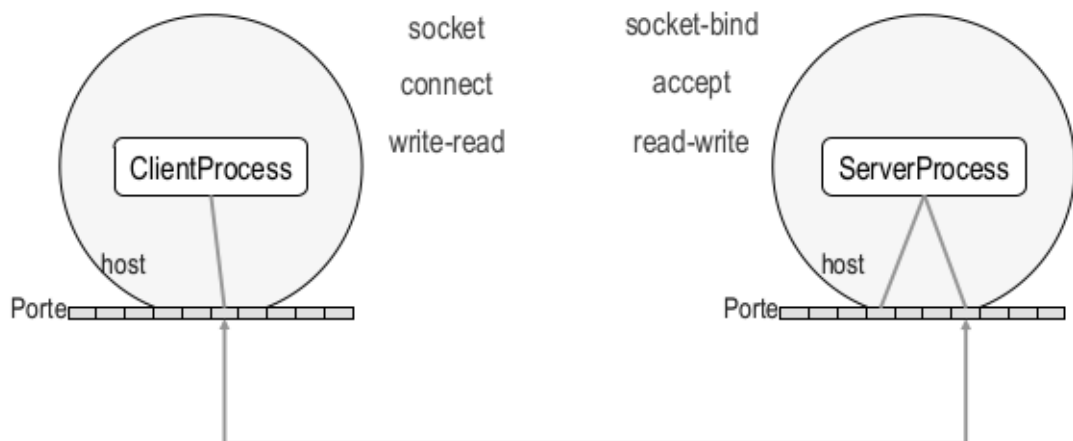 socket
connect
write-read
ClientProcess
host
Porte
socket-bind
accept
read-write
ServerProcess
host
Porte